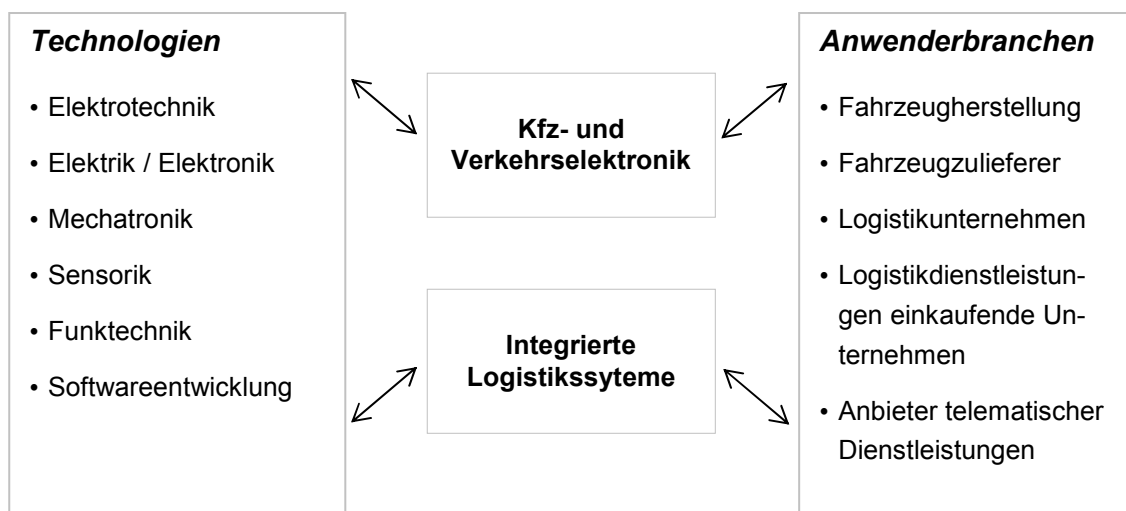 Technologien
• Elektrotechnik
• Elektrik / Elektronik
• Mechatronik
• Sensorik
• Funktechnik
• Softwareentwicklung
Kfz- und
Verkehrselektronik
Integrierte
Logistikssyteme
Anwenderbranchen
• Fahrzeugherstellung
• Fahrzeugzulieferer
• Logistikunternehmen
• Logistikdienstleistun-
gen einkaufende Un-
ternehmen
• Anbieter telematischer
Dienstleistungen